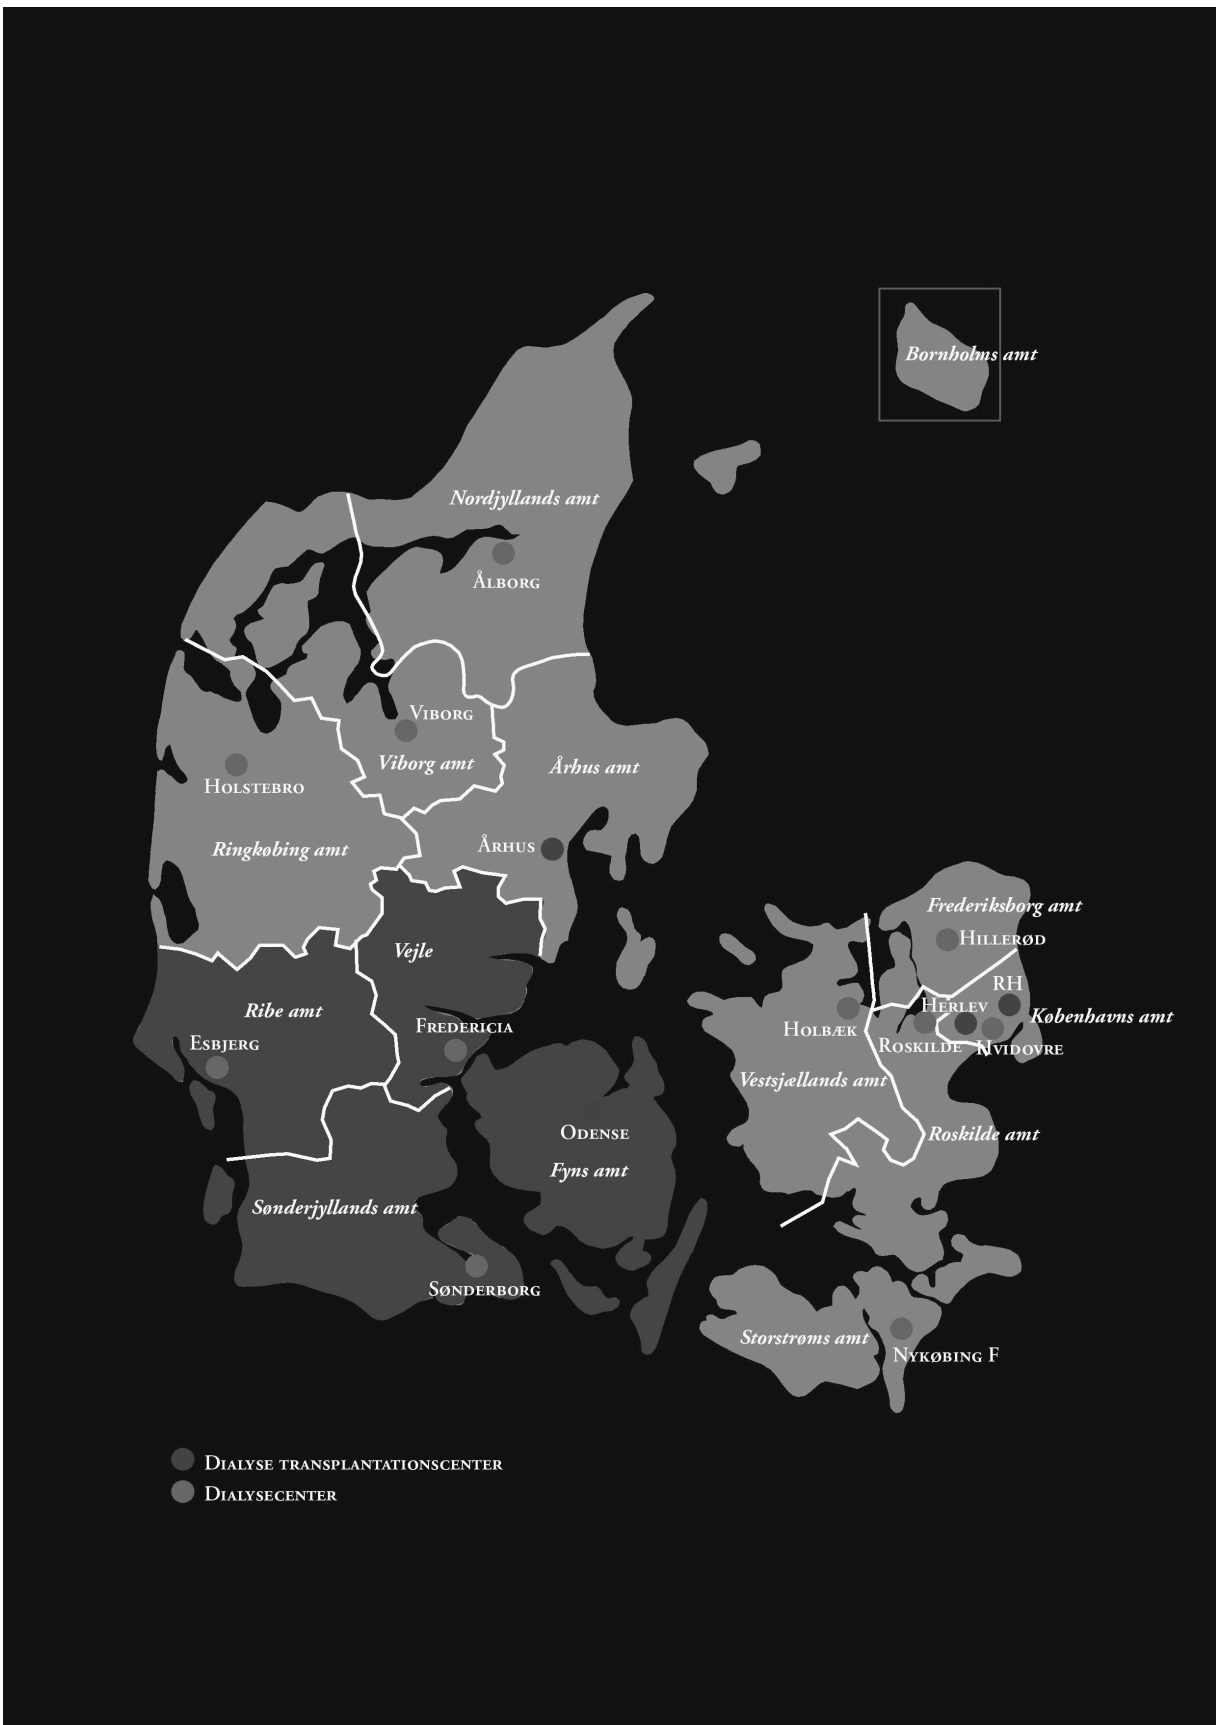 Bornholms amt
Nordjyllands amt
Ålborg
Viborg
Viborg amt
Århus amt
Holstebro
Århus
Ringkøbing amt
Frederiksborg amt
Hillerød
Vejle
RH
Herlev
Ribe amt
Københavns amt
Fredericia
Holbæk
Esbjerg
Roskilde
Hvidovre
Vestsjællands amt
Odense
Roskilde amt
Fyns amt
Sønderjyllands amt
Sønderborg
Storstrøms amt
Nykøbing F
Dialyse transplantationscenter
Dialysecenter